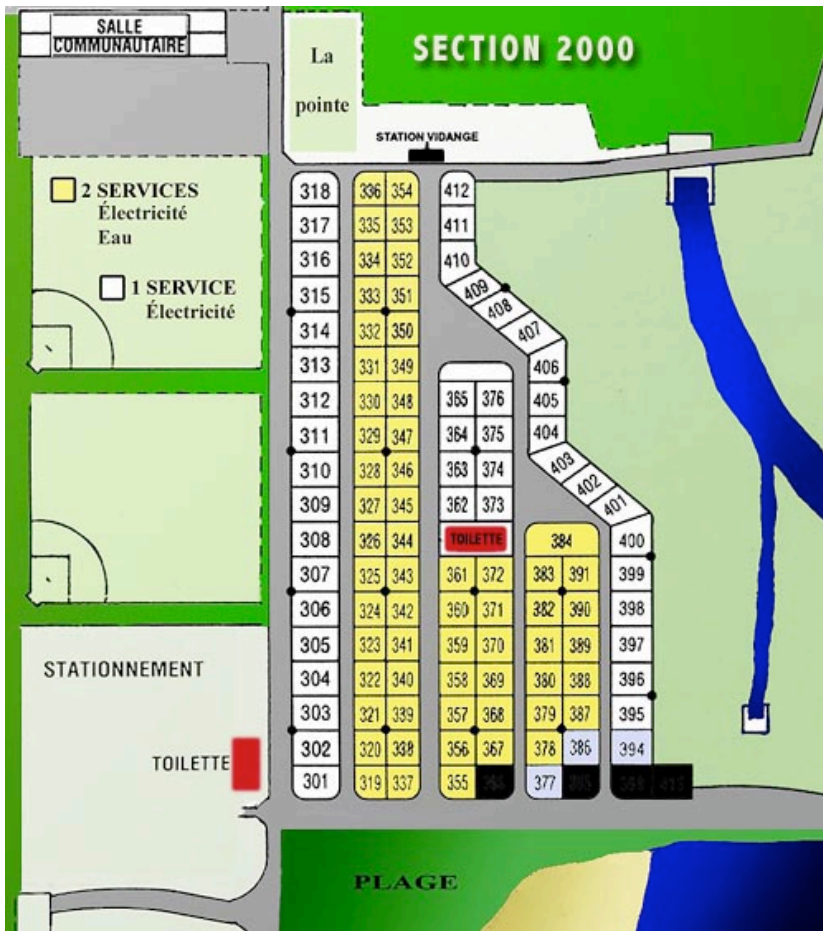 SALLE
COMMUNAUTAIRE
La
pointe
SECTION 2000
STATION VIDANGE
2 SERVICES
Électricité
Eau
1 SERVICE
Électricité
318 336 354 412
317 335 353 411
316 334 352 410
315 333 351 409
408
314 332 350 407
313 331 349 406
312 330 348 365 376 405
311 329 347 364 375 404
310 328 346 363 374 403
402
309 327 345 362 373 401
308 326 344 TOILETTE 384 400
307 325 343 361 372 383 391 399
306 324 342 360 371 382 390 398
305 323 341 359 370 381 389 397
304 322 340 358 369 380 388 396
303 321 339 357 368 379 387 395
302 320 338 356 367 378 386 394
301 319 337 355 377
STATIONNEMENT
TOILETTE
PLAGE